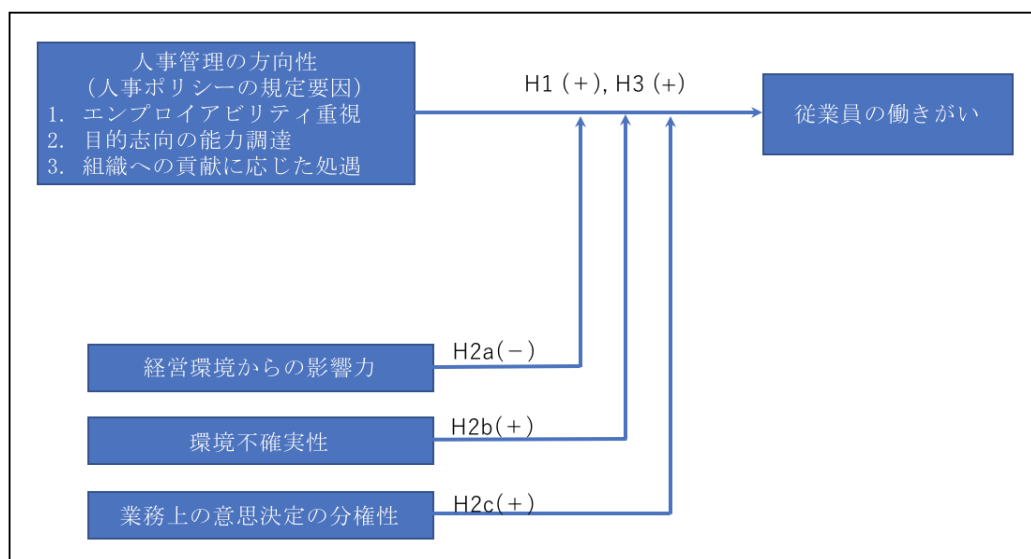 人事管理の方向性
(人事ポリシーの規定要因)
1. エンプロイアビリティ重視
2. 目的志向の能力調達
3. 組織への貢献に応じた処遇
H1 (+), H3 (+)
従業員の働きがい
経営環境からの影響力
H2a(−)
環境不確実性
H2b(+)
業務上の意思決定の分権性
H2c(+)